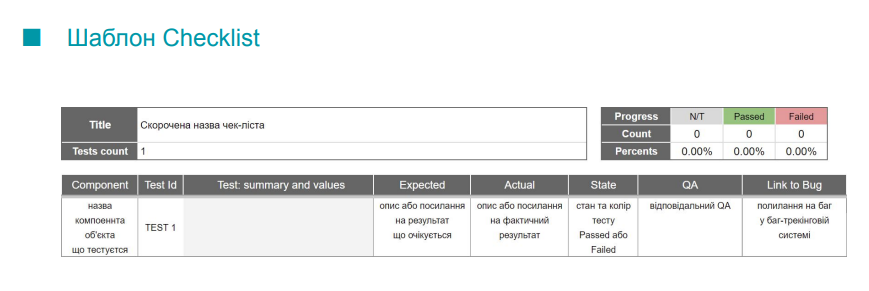 Шаблон Checklist
Title Скорочена назва чек-ліста
Tests count 1
Progress N/T Passed Failed
Count 0 0 0
Percents 0.00% 0.00% 0.00%
Component Test Id Test: summary and values Expected Actual State QA Link to Bug
назва
компоеннта
об'єкта
що тестуєтся
TEST 1
опис або посилання
на результат
що очікується
опис або посилання
на фактичний
результат
стан та колір
тесту
Passed або
Failed
відповідальний QA
полилання на баг
у баг-трекінговій
системі